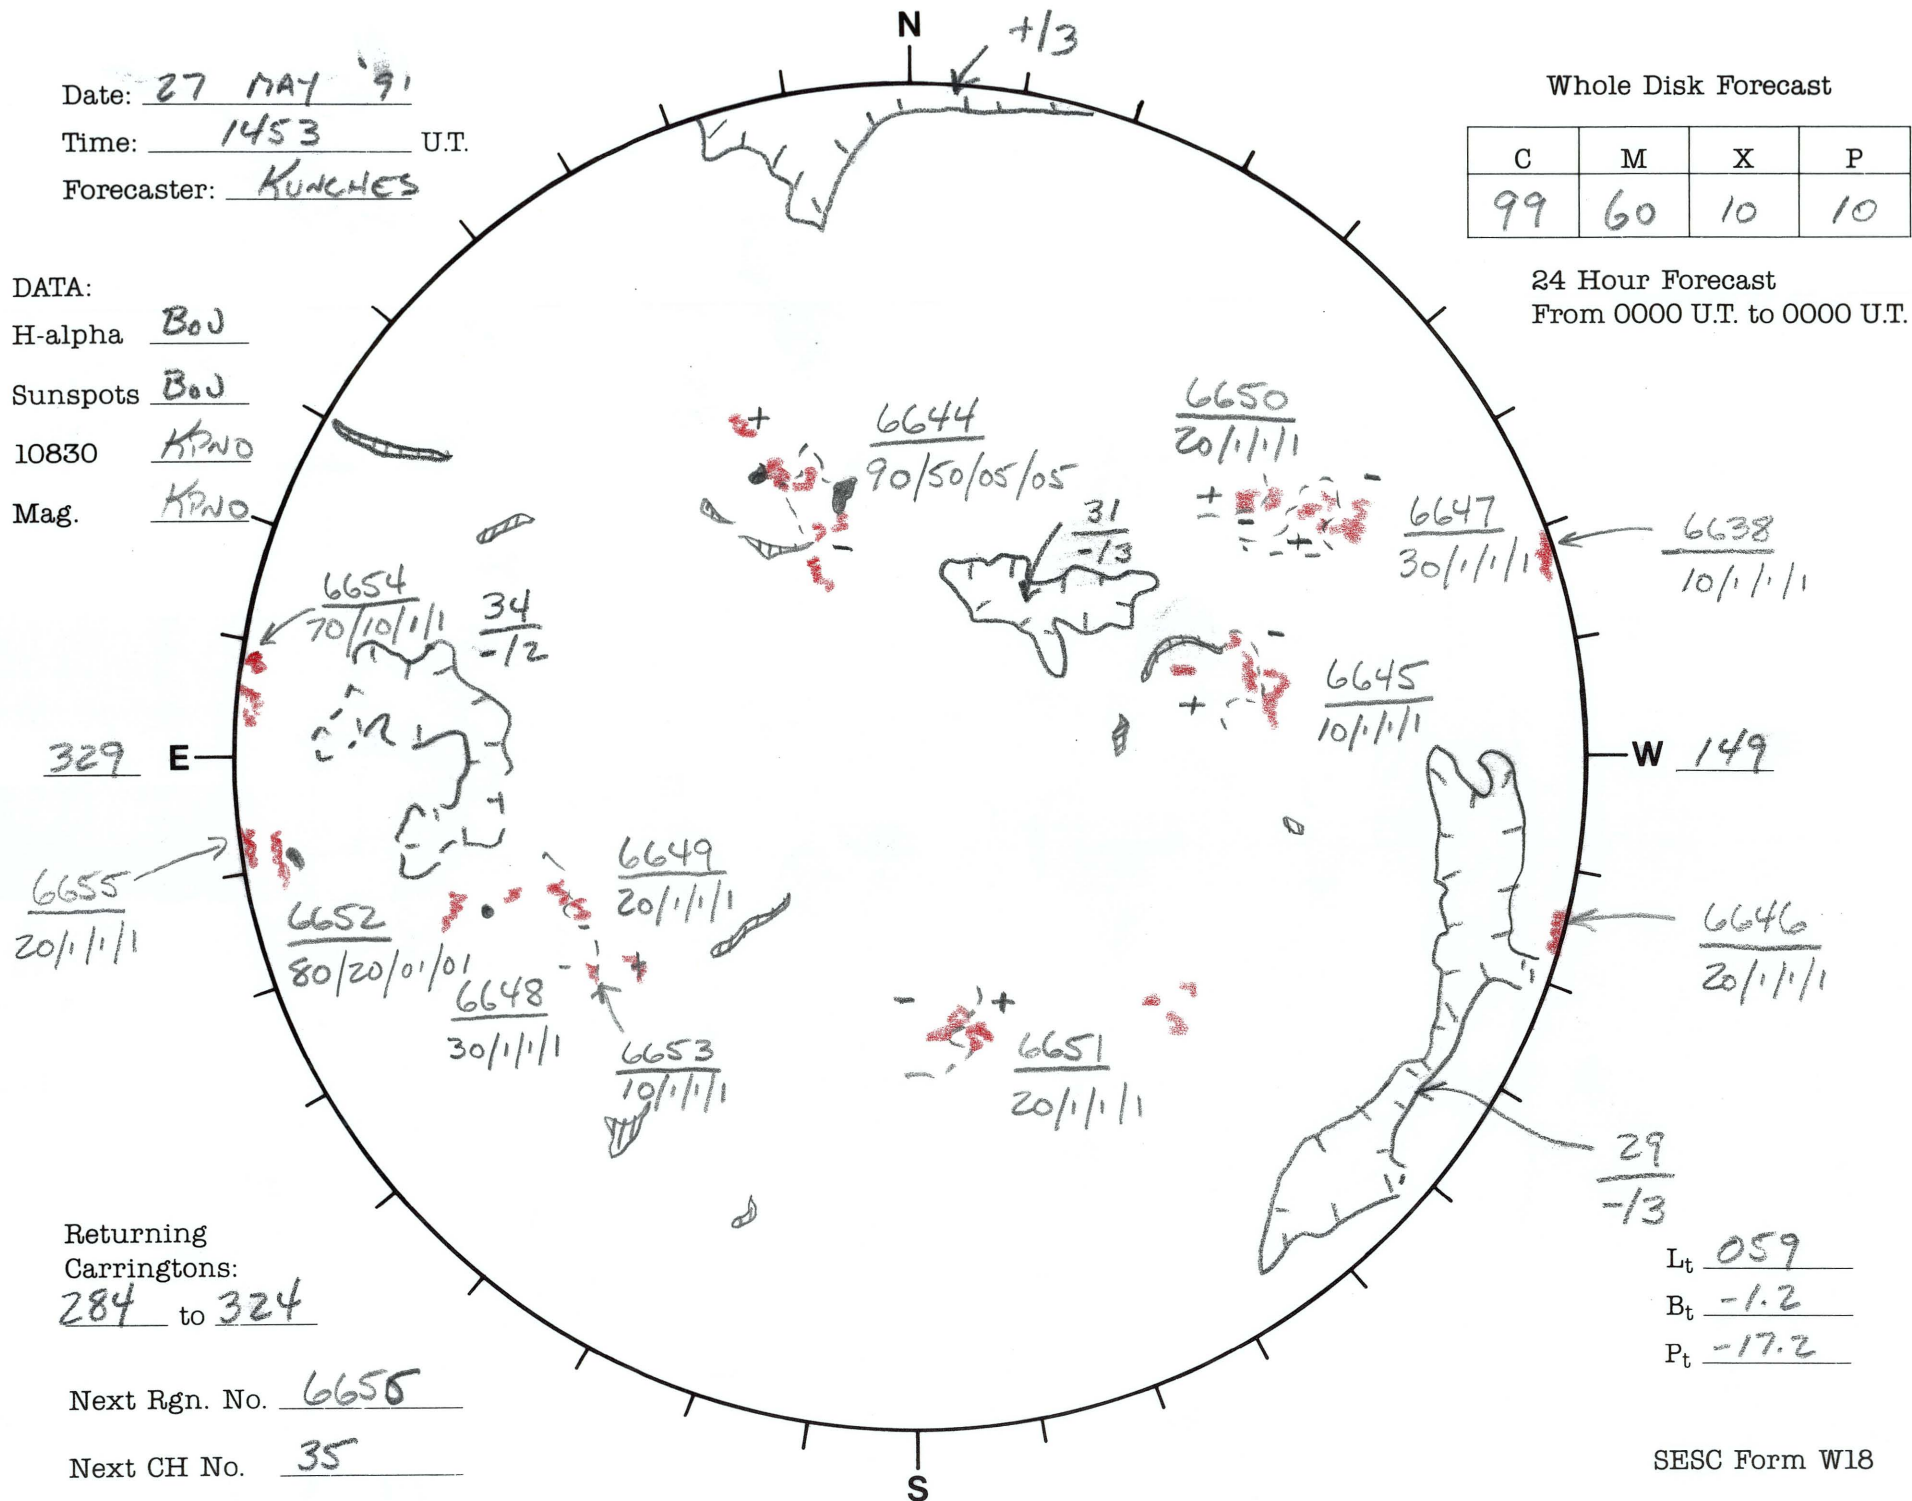 N
+/3
Date: 27 MAY '91
Time: 1453 U.T.
Forecaster: KUNCHES
Whole Disk Forecast
C M X P
99 60 10 10
24 Hour Forecast
From 0000 U.T. to 0000 U.T.
DATA:
H-alpha BOU
Sunspots BOU
10830 KPNO
Mag. KPNO
+
6644
90/50/05/05
-
6650
20/1/1/1
+
-
-
=
+
6647
30/1/1/1
6638
10/1/1/1
31
-/3
6654
70/10/1/1
34
-/2
-
+
6645
10/1/1/1
329 E
W 149
6655
20/1/1/1
6652
80/20/01/01
6649
20/1/1/1
6648
30/1/1/1
-
+
6653
10/1/1/1
-
+
6651
20/1/1/1
6646
20/1/1/1
29
-/3
Returning
Carringtons:
284 to 324
Next Rgn. No.
Next CH No. 35
Lt 059
Bt -1.2
Pt -17.2
SESC Form W18
S